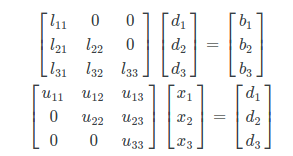 [l₁₁ 0 0] [d₁] [b₁]
[l₂₁ l₂₂ 0] [d₂] = [b₂]
[l₃₁ l₃₂ l₃₃] [d₃] [b₃]
[u₁₁ u₁₂ u₁₃] [x₁] [d₁]
[0 u₂₂ u₂₃] [x₂] = [d₂]
[0 0 u₃₃] [x₃] [d₃]